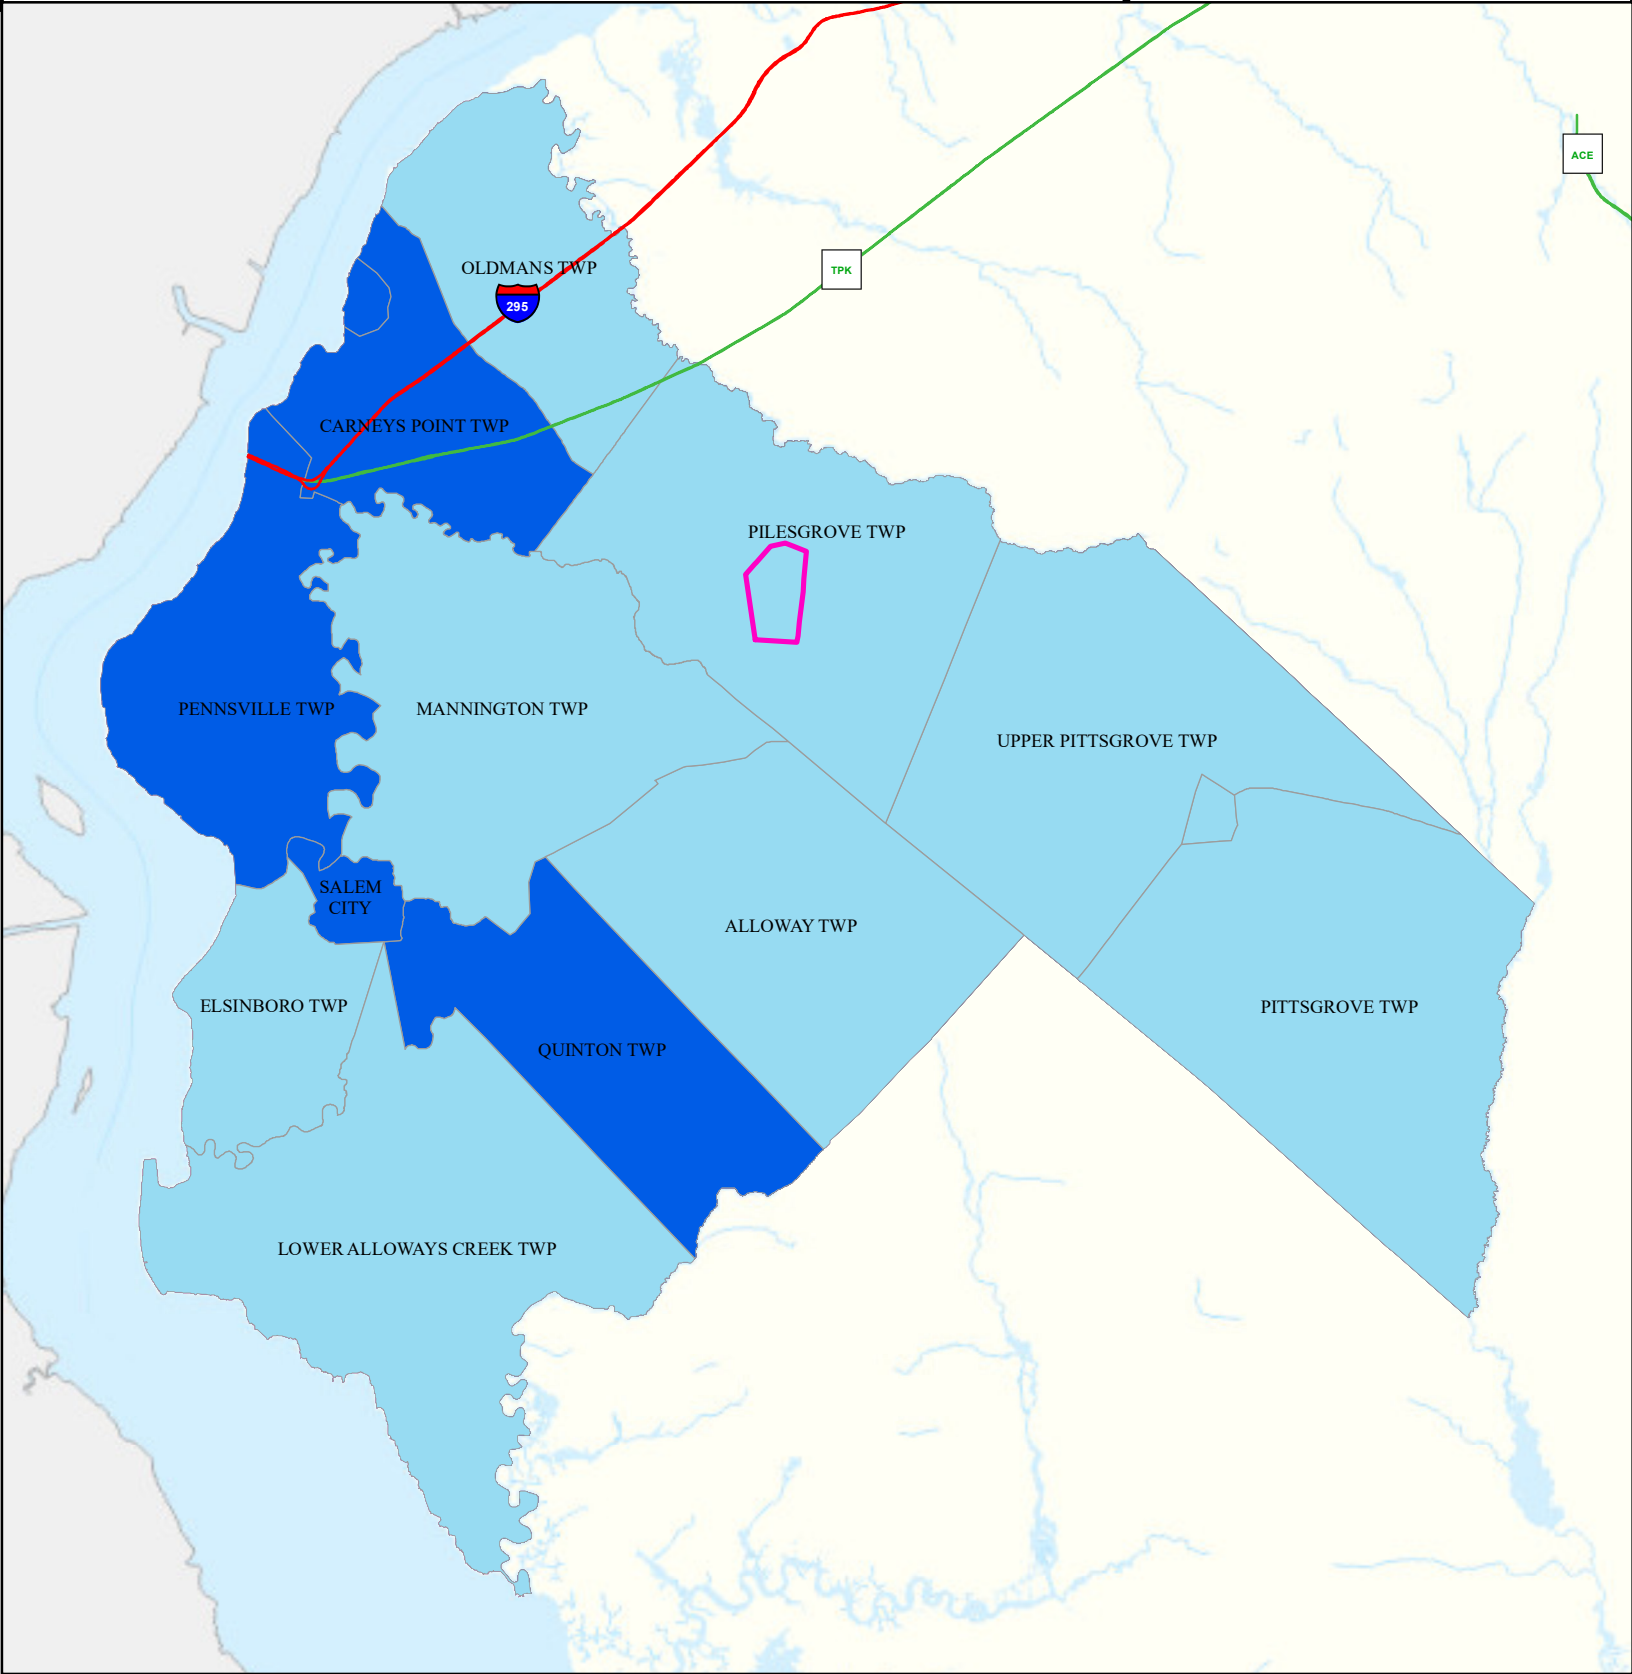 ACE
OLDMANS TWP
TPK
295
CARNEYS POINT TWP
PILESGROVE TWP
PENNSVILLE TWP
MANNINGTON TWP
UPPER PITTSGROVE TWP
SALEM
CITY
ALLOWAY TWP
ELSINBORO TWP
PITTSGROVE TWP
QUINTON TWP
LOWER ALLOWAYS CREEK TWP